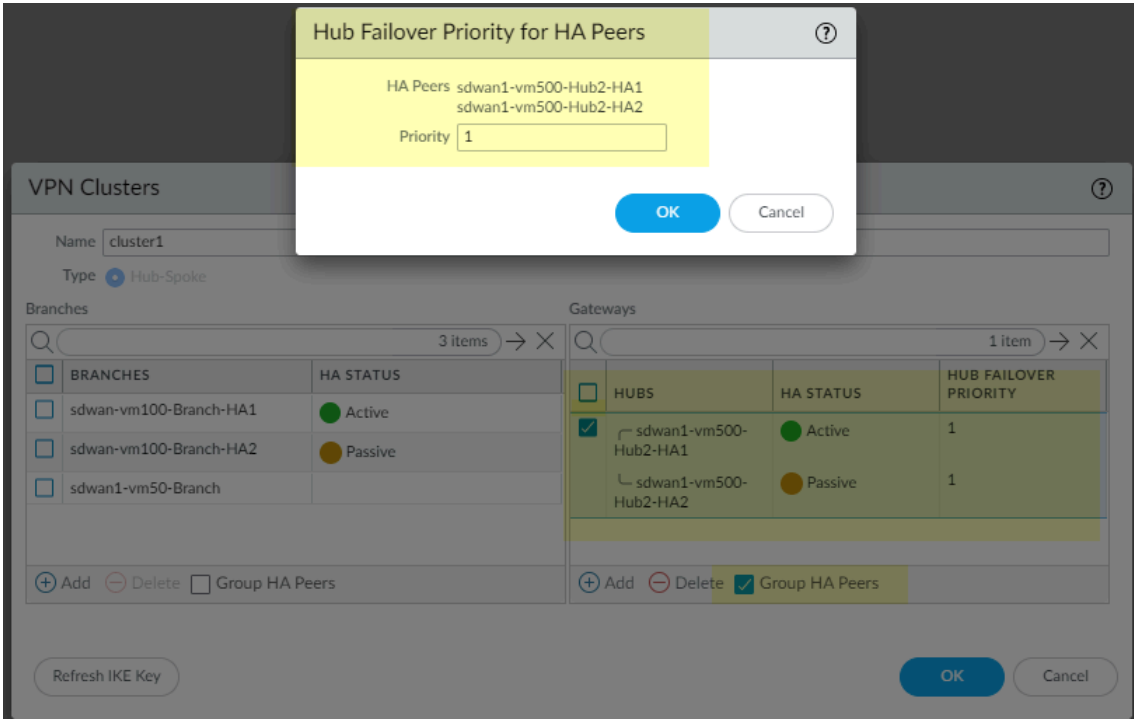 Hub Failover Priority for HA Peers
HA Peers sdwan1-vm500-Hub2-HA1
sdwan1-vm500-Hub2-HA2
Priority 1
OK Cancel
VPN Clusters
Name cluster1
Type Hub-Spoke
Branches
3 items
BRANCHES HA STATUS
sdwan-vm100-Branch-HA1 Active
sdwan-vm100-Branch-HA2 Passive
sdwan1-vm50-Branch
Add Delete Group HA Peers
Gateways
1 item
HUBS HA STATUS HUB FAILOVER
PRIORITY
sdwan1-vm500- Active 1
Hub2-HA1
sdwan1-vm500- Passive 1
Hub2-HA2
Add Delete Group HA Peers
Refresh IKE Key
OK Cancel